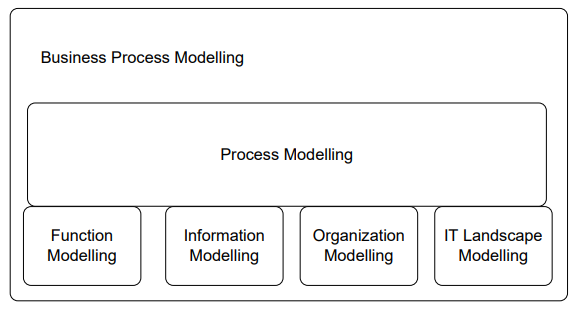 Business Process Modelling
Process Modelling
Function
Modelling
Information
Modelling
Organization
Modelling
IT Landscape
Modelling